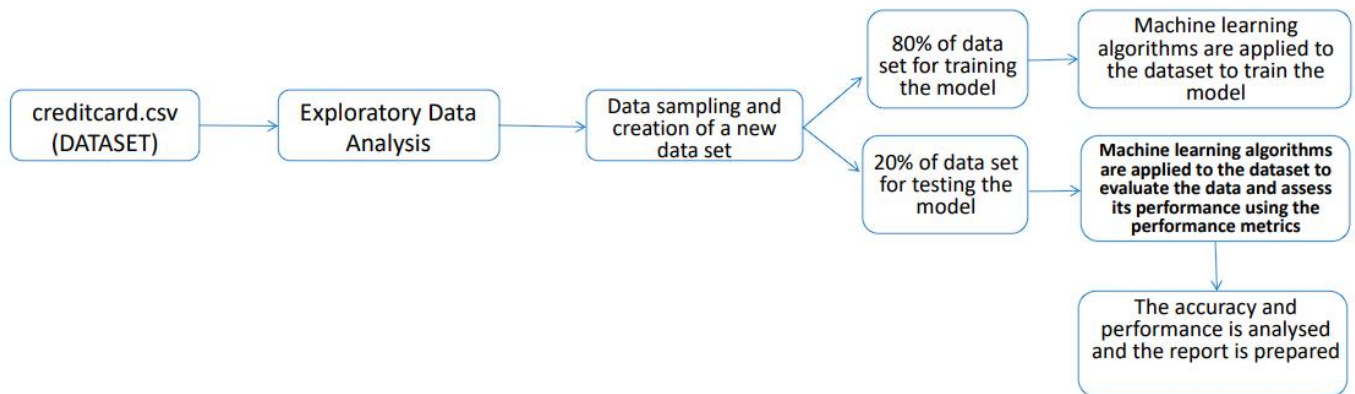 creditcard.csv
(DATASET)
Exploratory Data
Analysis
Data sampling and
creation of a new
data set
80% of data
set for training
the model
Machine learning
algorithms are applied to
the dataset to train the
model
20% of data set
for testing the
model
Machine learning algorithms
are applied to the dataset to
evaluate the data and assess
its performance using the
performance metrics
The accuracy and
performance is analysed
and the report is prepared